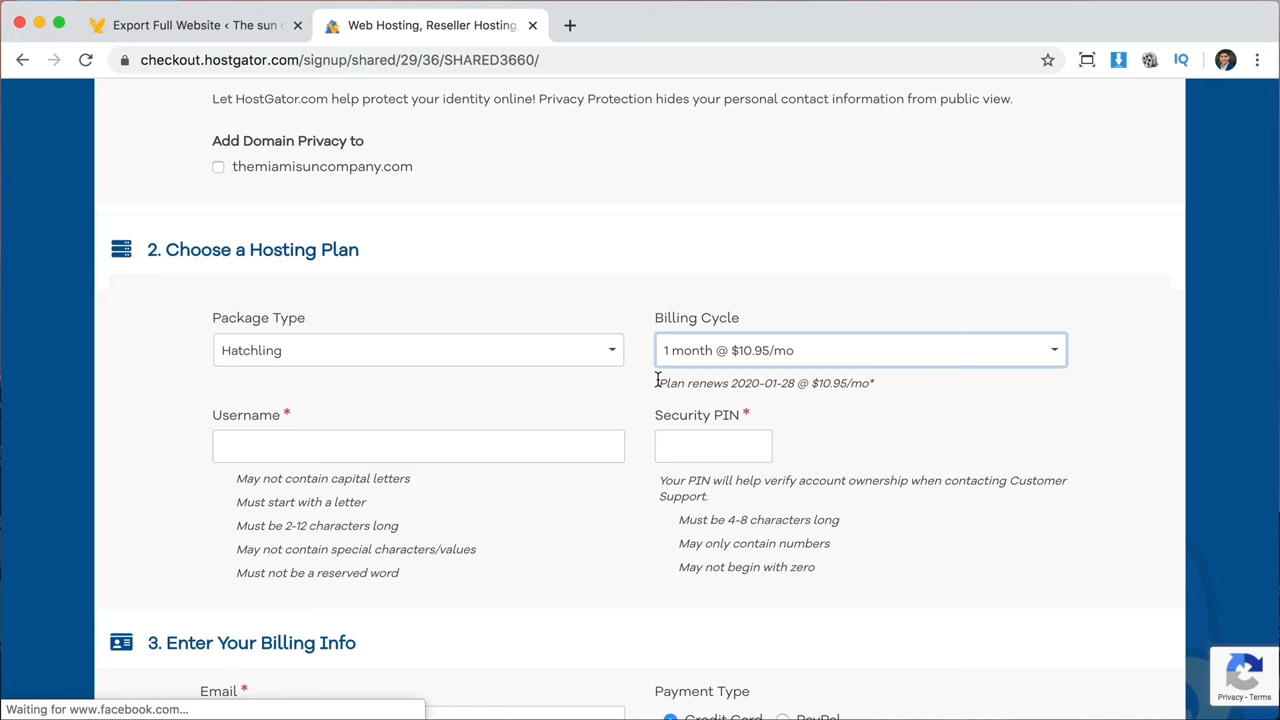 Export Full Website ‹ The sun c
Web Hosting, Reseller Hosting,
checkout.hostgator.com/signup/shared/29/36/SHARED3660/
IQ
Let HostGator.com help protect your identity online! Privacy Protection hides your personal contact information from public view.
Add Domain Privacy to
themiamisuncompany.com
2. Choose a Hosting Plan
Package Type
Billing Cycle
Hatchling
1 month @ $10.95/mo
Plan renews 2020-01-28 @ $10.95/mo*
Username *
Security PIN *
May not contain capital letters
Must start with a letter
Must be 2-12 characters long
May not contain special characters/values
Must not be a reserved word
Your PIN will help verify account ownership when contacting Customer
Support.
Must be 4-8 characters long
May only contain numbers
May not begin with zero
3. Enter Your Billing Info
Email *
Payment Type
Credit Card
PayPal
Privacy - Terms
Waiting for www.facebook.com...